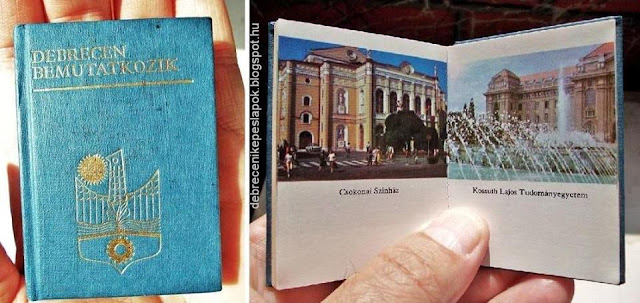 DEBRECEN
BEMUTATKOZIK
debrecenikepeslapok.blogspot.hu
Csokonai Színház
Kossuth Lajos Tudományegyetem